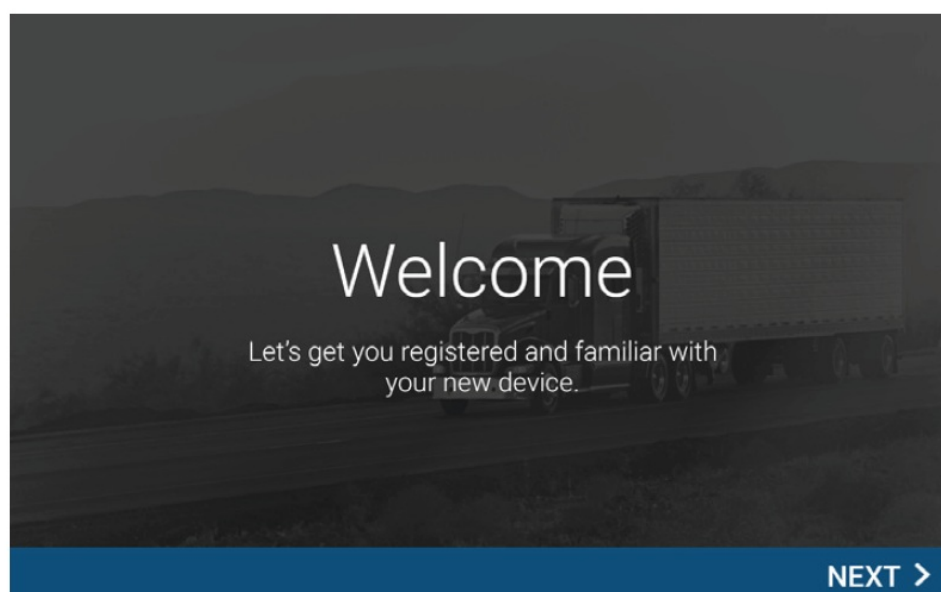 Welcome
Let's get you registered and familiar with
your new device.
NEXT >